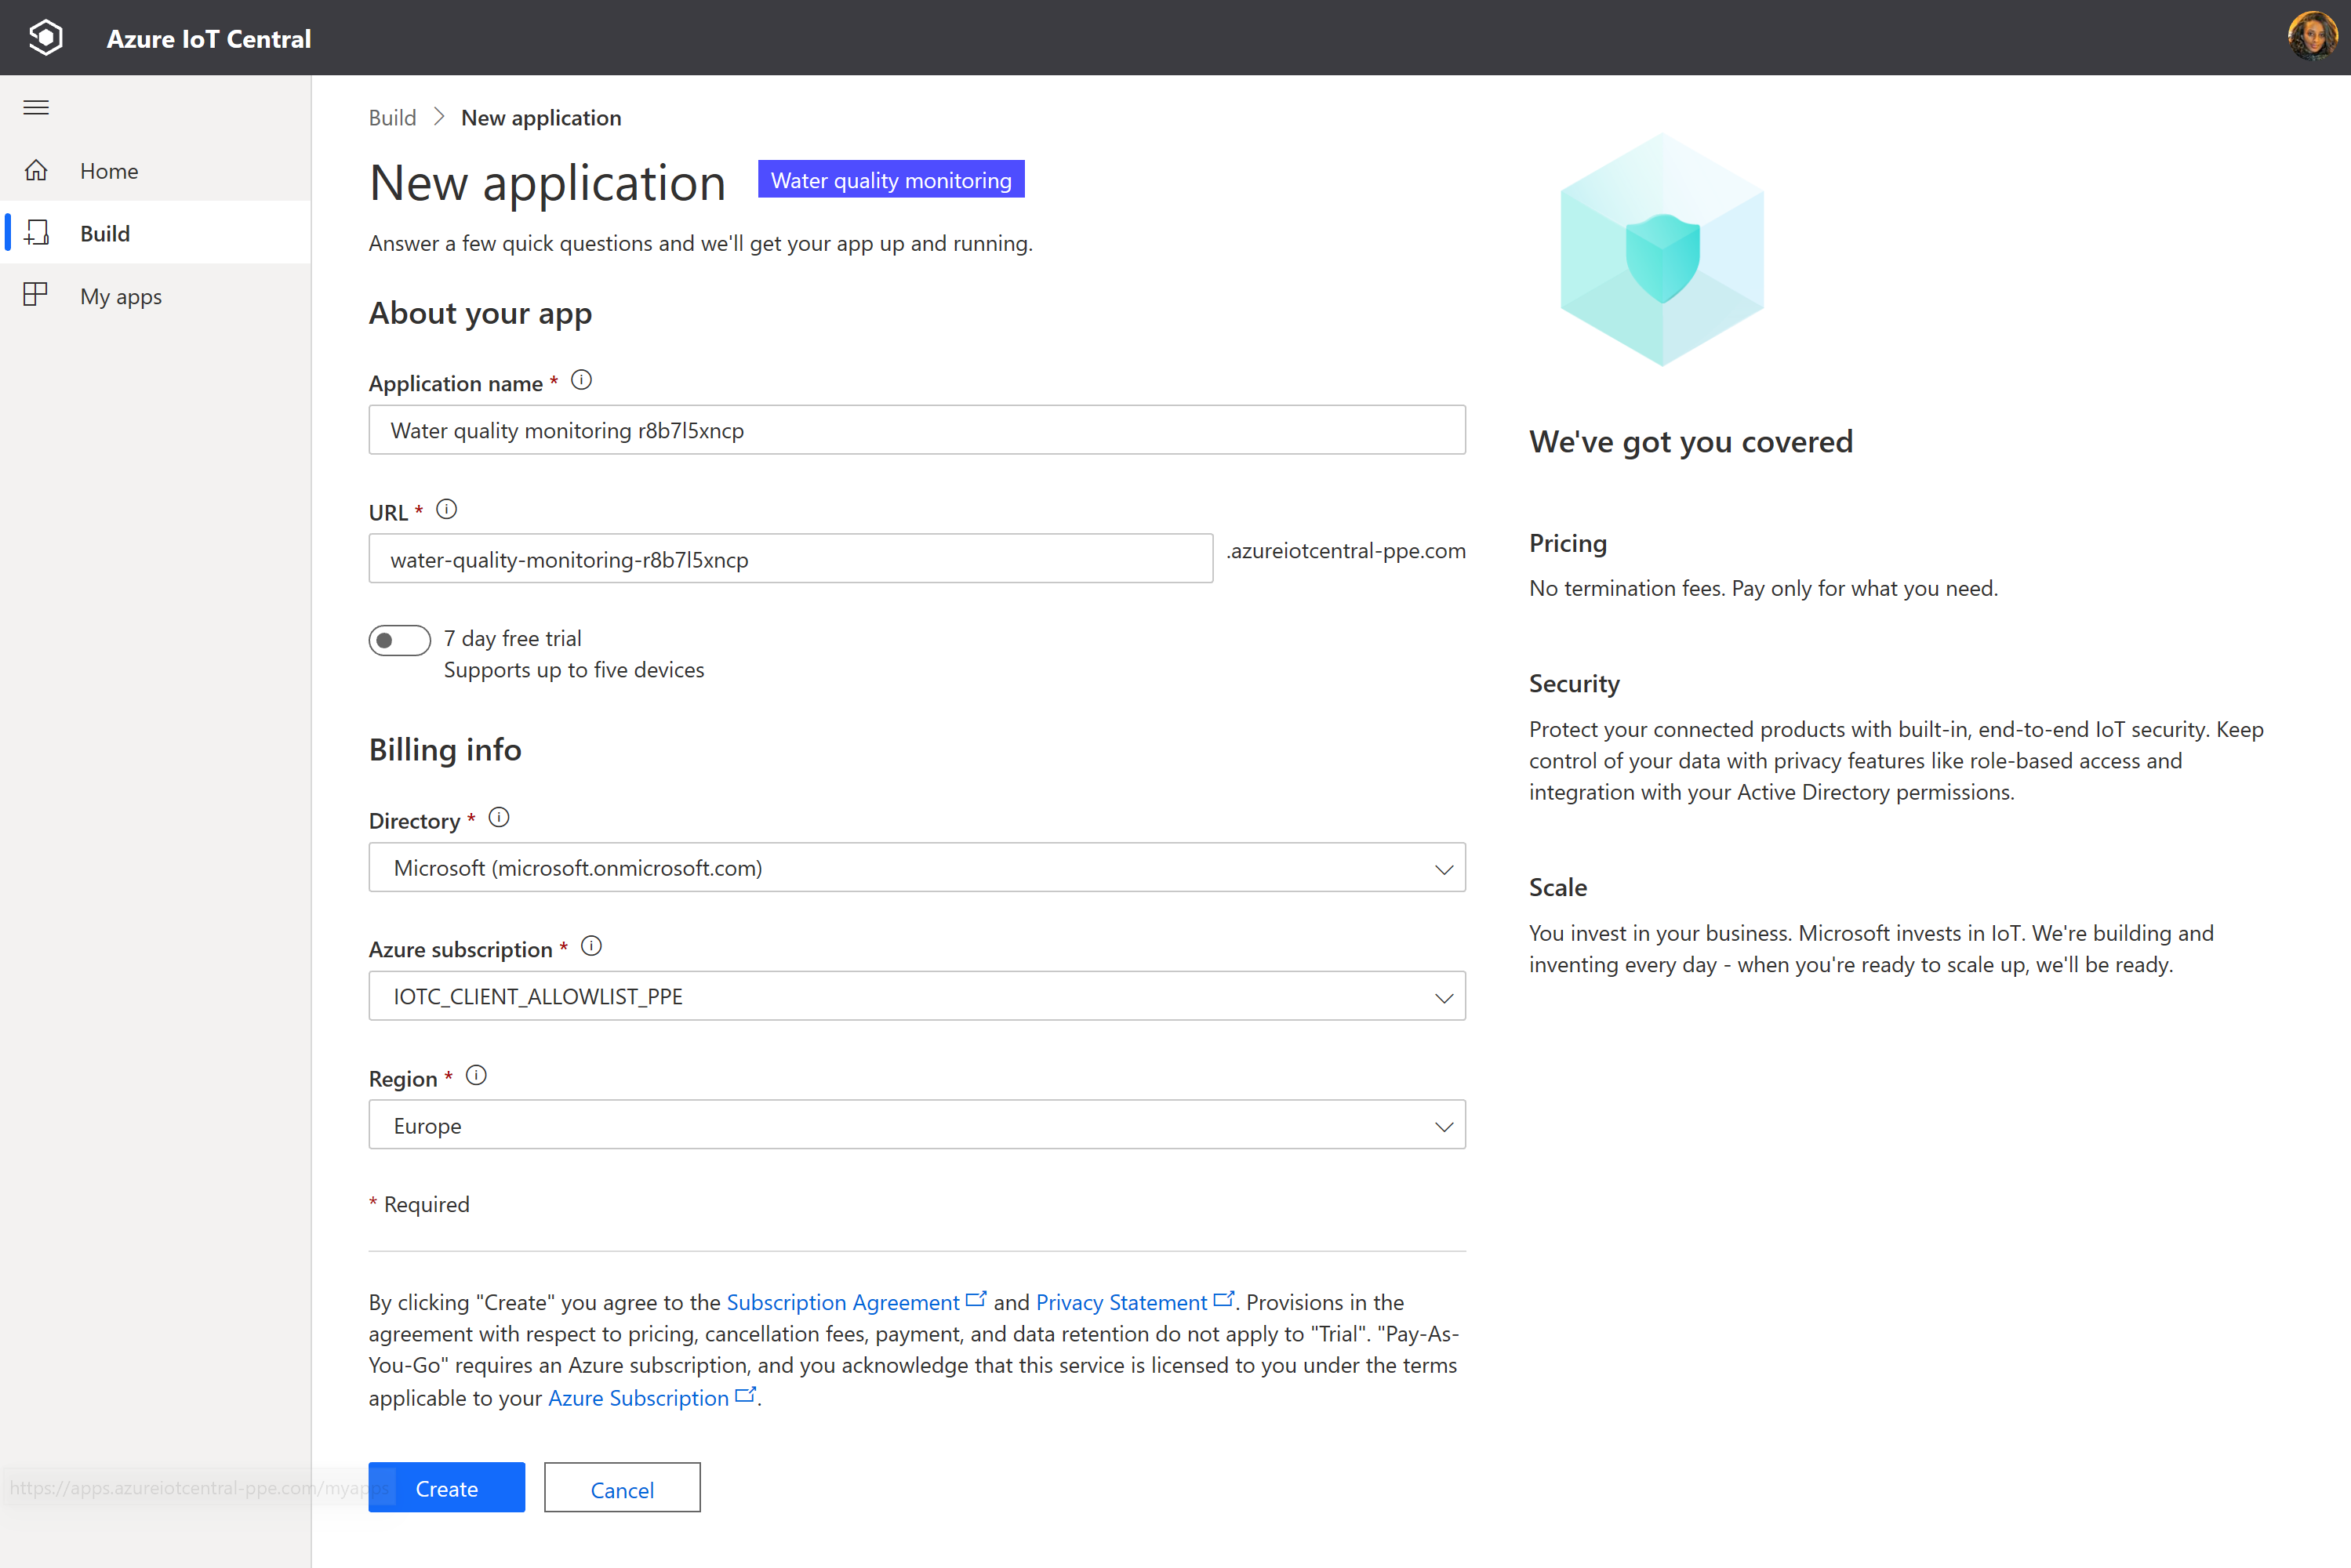 Azure IoT Central
Home
Build
My apps
Build > New application
New application
Water quality monitoring
Answer a few quick questions and we'll get your app up and running.
About your app
Application name *
Water quality monitoring r8b7l5xncp
URL *
water-quality-monitoring-r8b7l5xncp
.azureiotcentral-ppe.com
7 day free trial
Supports up to five devices
Billing info
Directory *
Microsoft (microsoft.onmicrosoft.com)
Azure subscription *
IOTC_CLIENT_ALLOWLIST_PPE
Region *
Europe
* Required
By clicking "Create" you agree to the Subscription Agreement and Privacy Statement. Provisions in the
agreement with respect to pricing, cancellation fees, payment, and data retention do not apply to "Trial". "Pay-As-
You-Go" requires an Azure subscription, and you acknowledge that this service is licensed to you under the terms
applicable to your Azure Subscription.
Create
Cancel
https://apps.azureiotcentral-ppe.com/myapps
We've got you covered
Pricing
No termination fees. Pay only for what you need.
Security
Protect your connected products with built-in, end-to-end IoT security. Keep
control of your data with privacy features like role-based access and
integration with your Active Directory permissions.
Scale
You invest in your business. Microsoft invests in IoT. We're building and
inventing every day - when you're ready to scale up, we'll be ready.